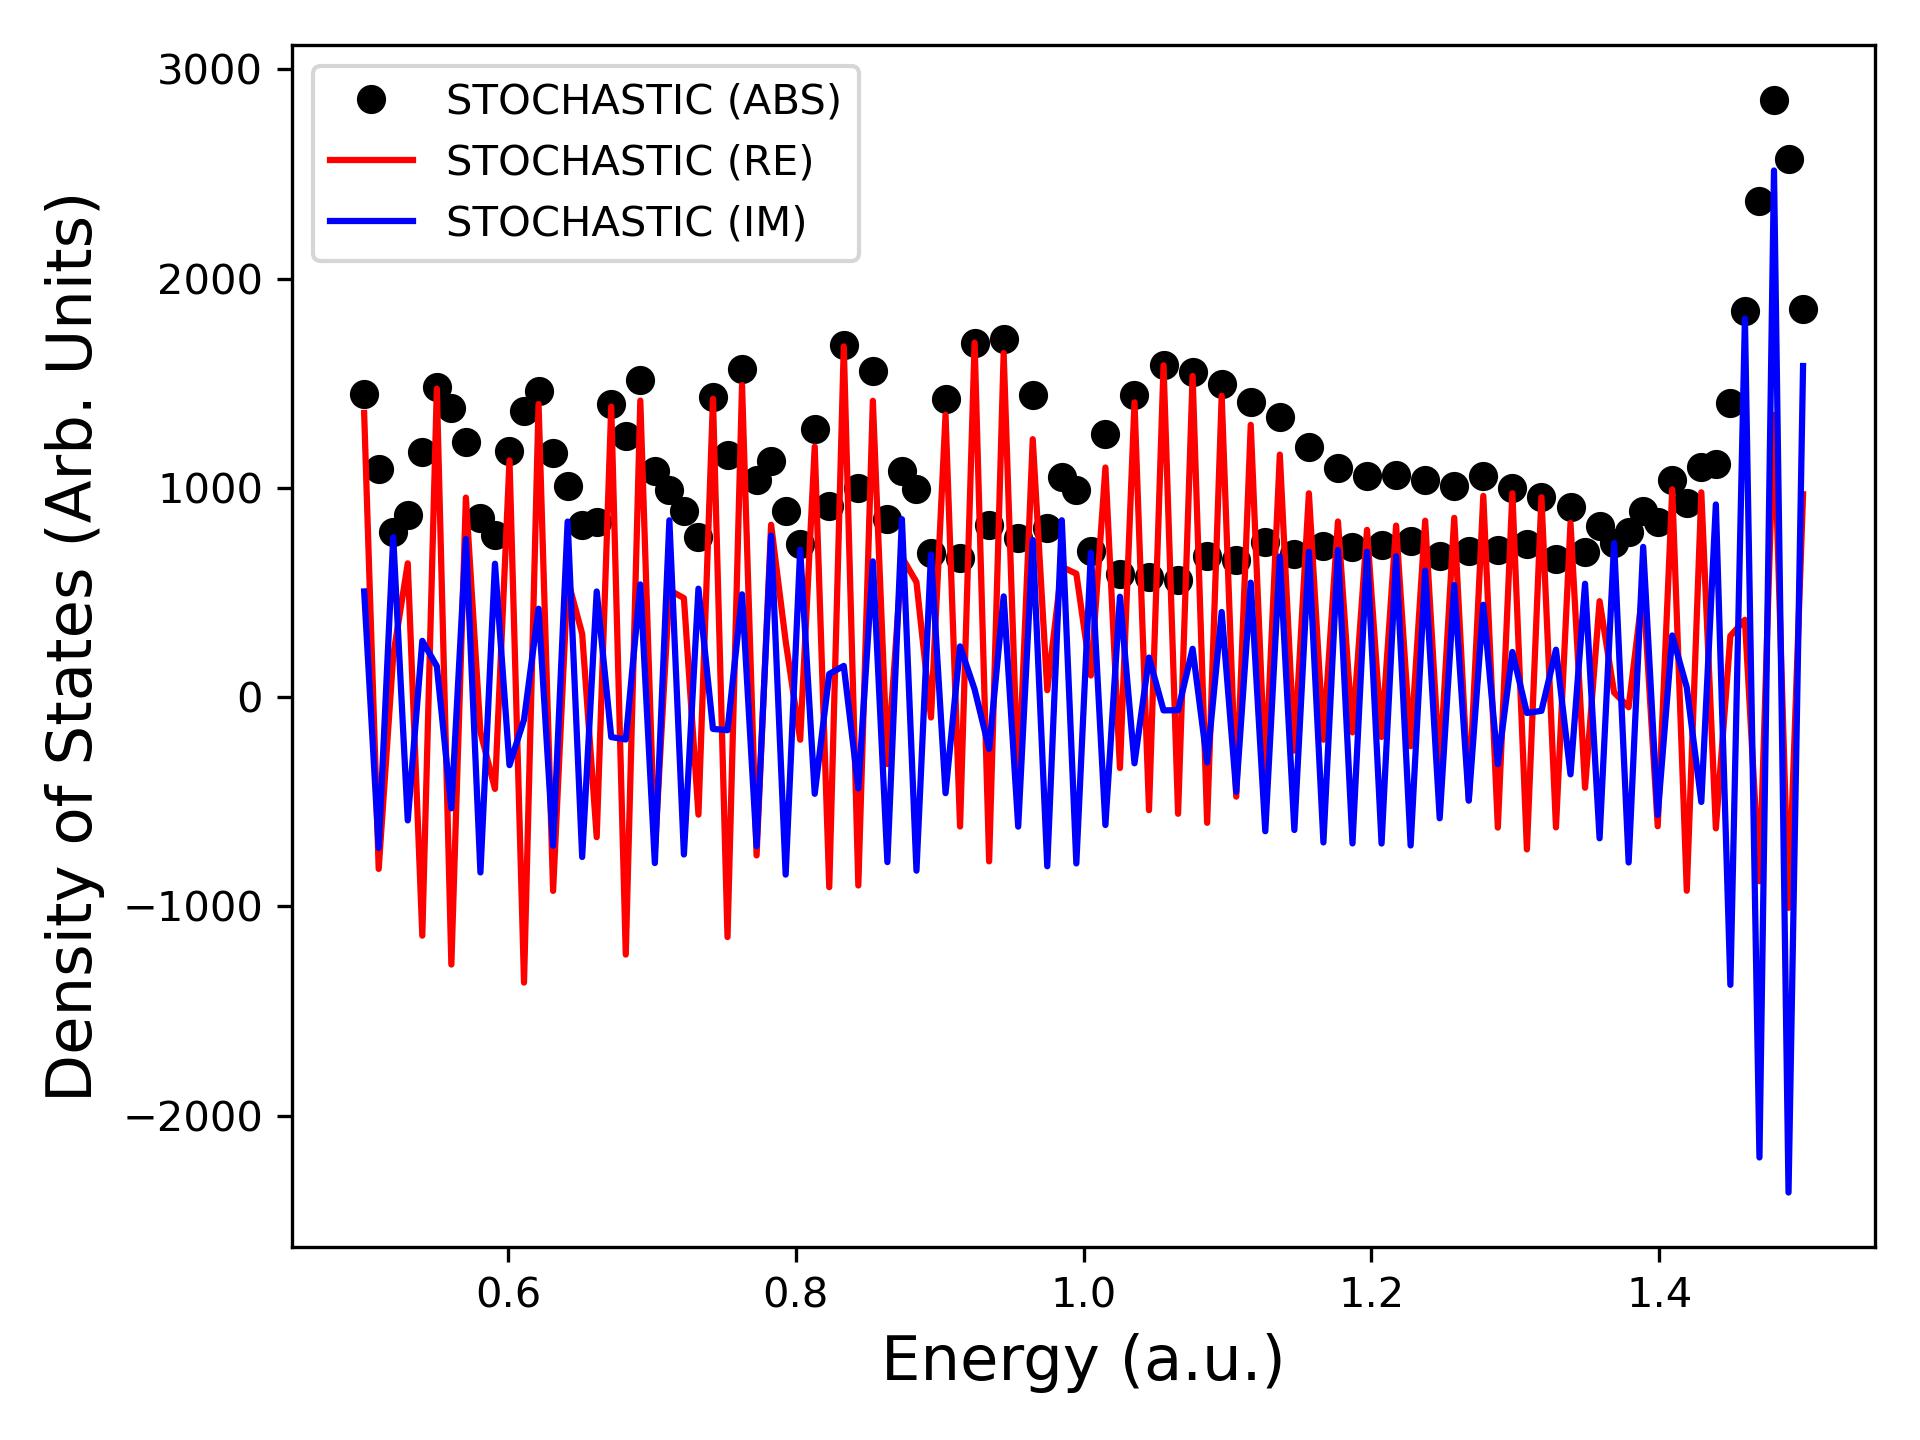 3000
2000
1000
0
−1000
−2000
Density of States (Arb. Units)
STOCHASTIC (ABS)
STOCHASTIC (RE)
STOCHASTIC (IM)
0.6 0.8 1.0 1.2 1.4
Energy (a.u.)